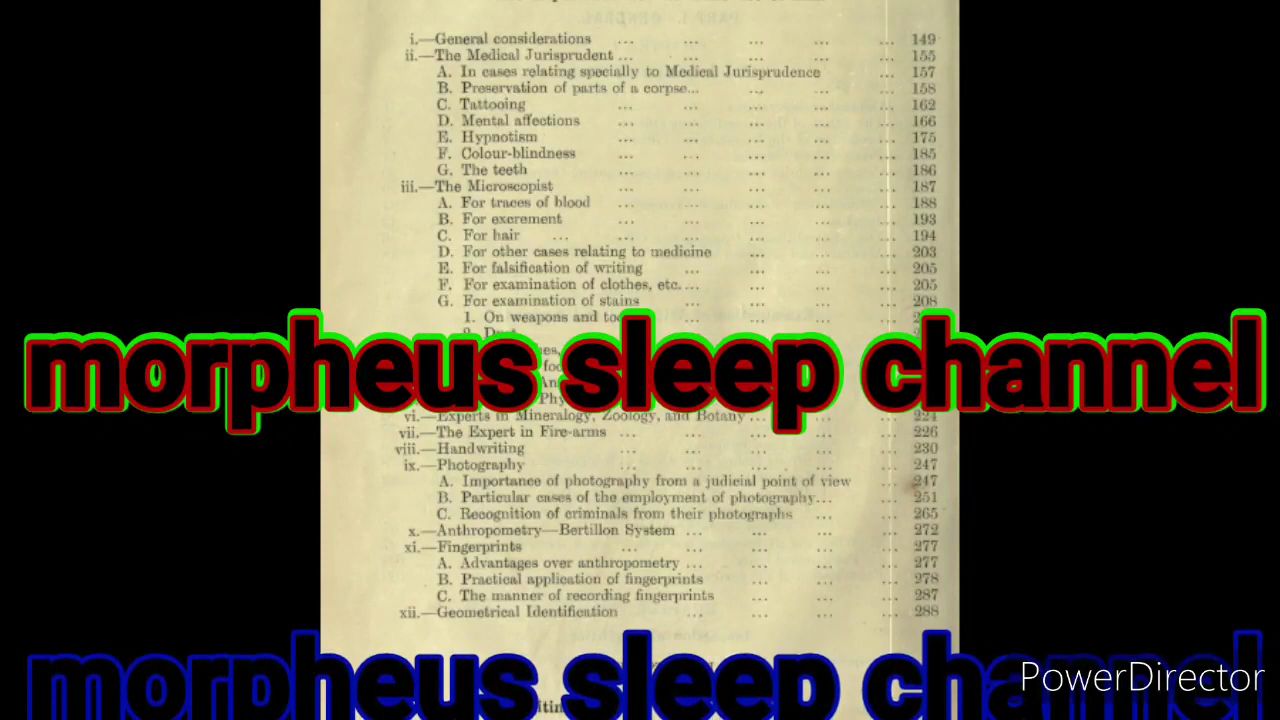 i.—General considerations ... ... ... ... ... 149
ii.—The Medical Jurisprudent ... ... ... ... ... 155
A. In cases relating specially to Medical Jurisprudence ... 157
B. Preservation of parts of a corpse... ... ... ... 158
C. Tattooing ... ... ... ... ... 162
D. Mental affections ... ... ... ... ... 166
E. Hypnotism ... ... ... ... ... 175
F. Colour-blindness ... ... ... ... ... 185
G. The teeth ... ... ... ... ... 186
iii.—The Microscopist ... ... ... ... ... 187
A. For traces of blood ... ... ... ... ... 188
B. For excrement ... ... ... ... ... 193
C. For hair ... ... ... ... ... ... 194
D. For other cases relating to medicine ... ... ... 203
E. For falsification of writing ... ... ... ... 205
F. For examination of clothes, etc.... ... ... ... 205
G. For examination of stains ... ... ... ... 208
1. On weapons and
morpheus sleep channel
vi.—Experts in Mineralogy, Zoology, and Botany ... ... ... 224
vii.—The Expert in Fire-arms ... ... ... ... ... 226
viii.—Handwriting ... ... ... ... ... 230
ix.—Photography ... ... ... ... ... 247
A. Importance of photography from a judicial point of view ... 247
B. Particular cases of the employment of photography... ... 251
C. Recognition of criminals from their photographs ... ... 265
x.—Anthropometry—Bertillon System ... ... ... ... 272
xi.—Fingerprints ... ... ... ... ... 277
A. Advantages over anthropometry ... ... ... ... 277
B. Practical application of fingerprints ... ... ... 278
C. The manner of recording fingerprints ... ... ... 287
xii.—Geometrical Identification ... ... ... ... 288
morpheus sleep channel
PowerDirector